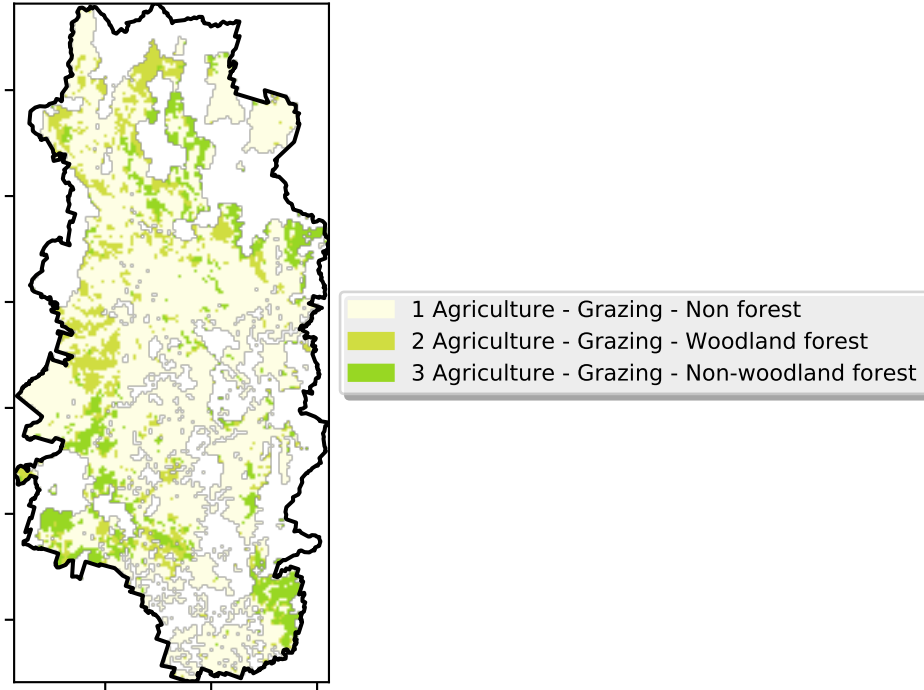 1 Agriculture - Grazing - Non forest
2 Agriculture - Grazing - Woodland forest
3 Agriculture - Grazing - Non-woodland forest